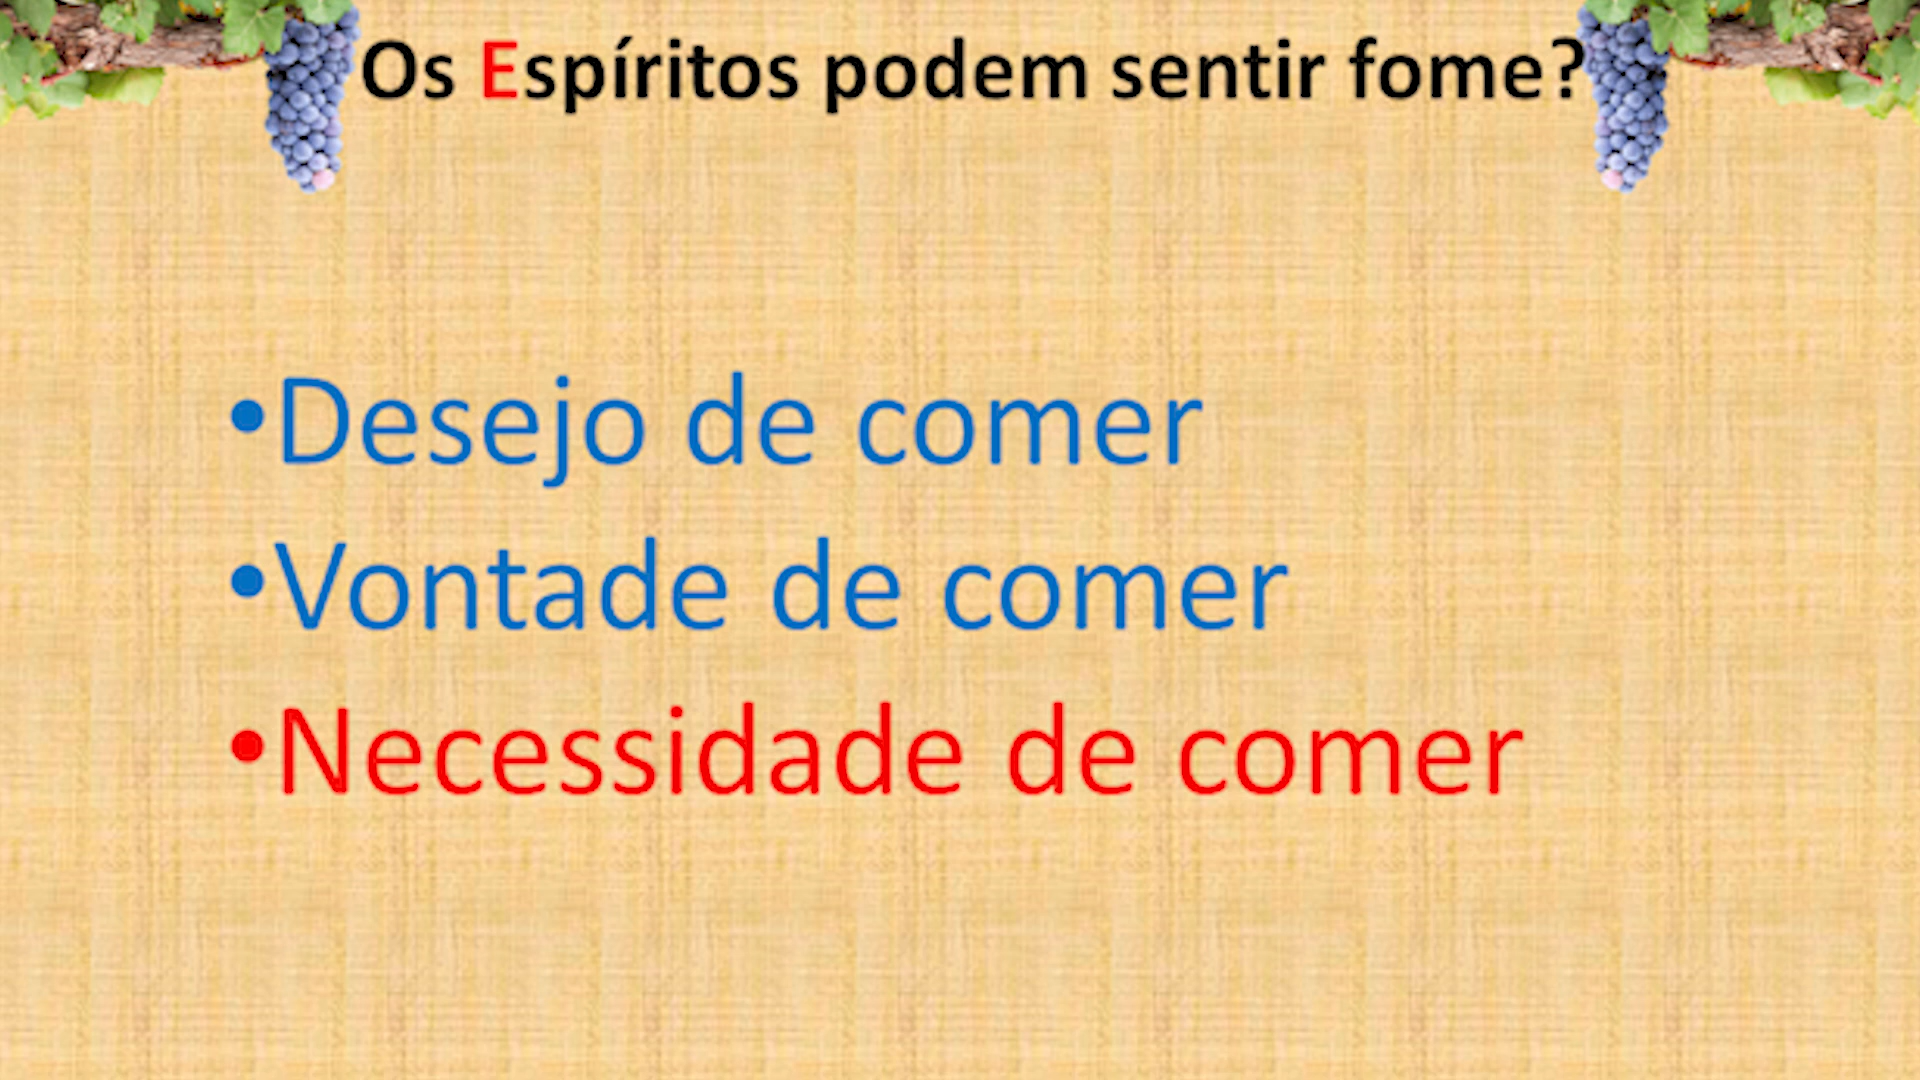 Os Espíritos podem sentir fome?
•Desejo de comer
•Vontade de comer
•Necessidade de comer